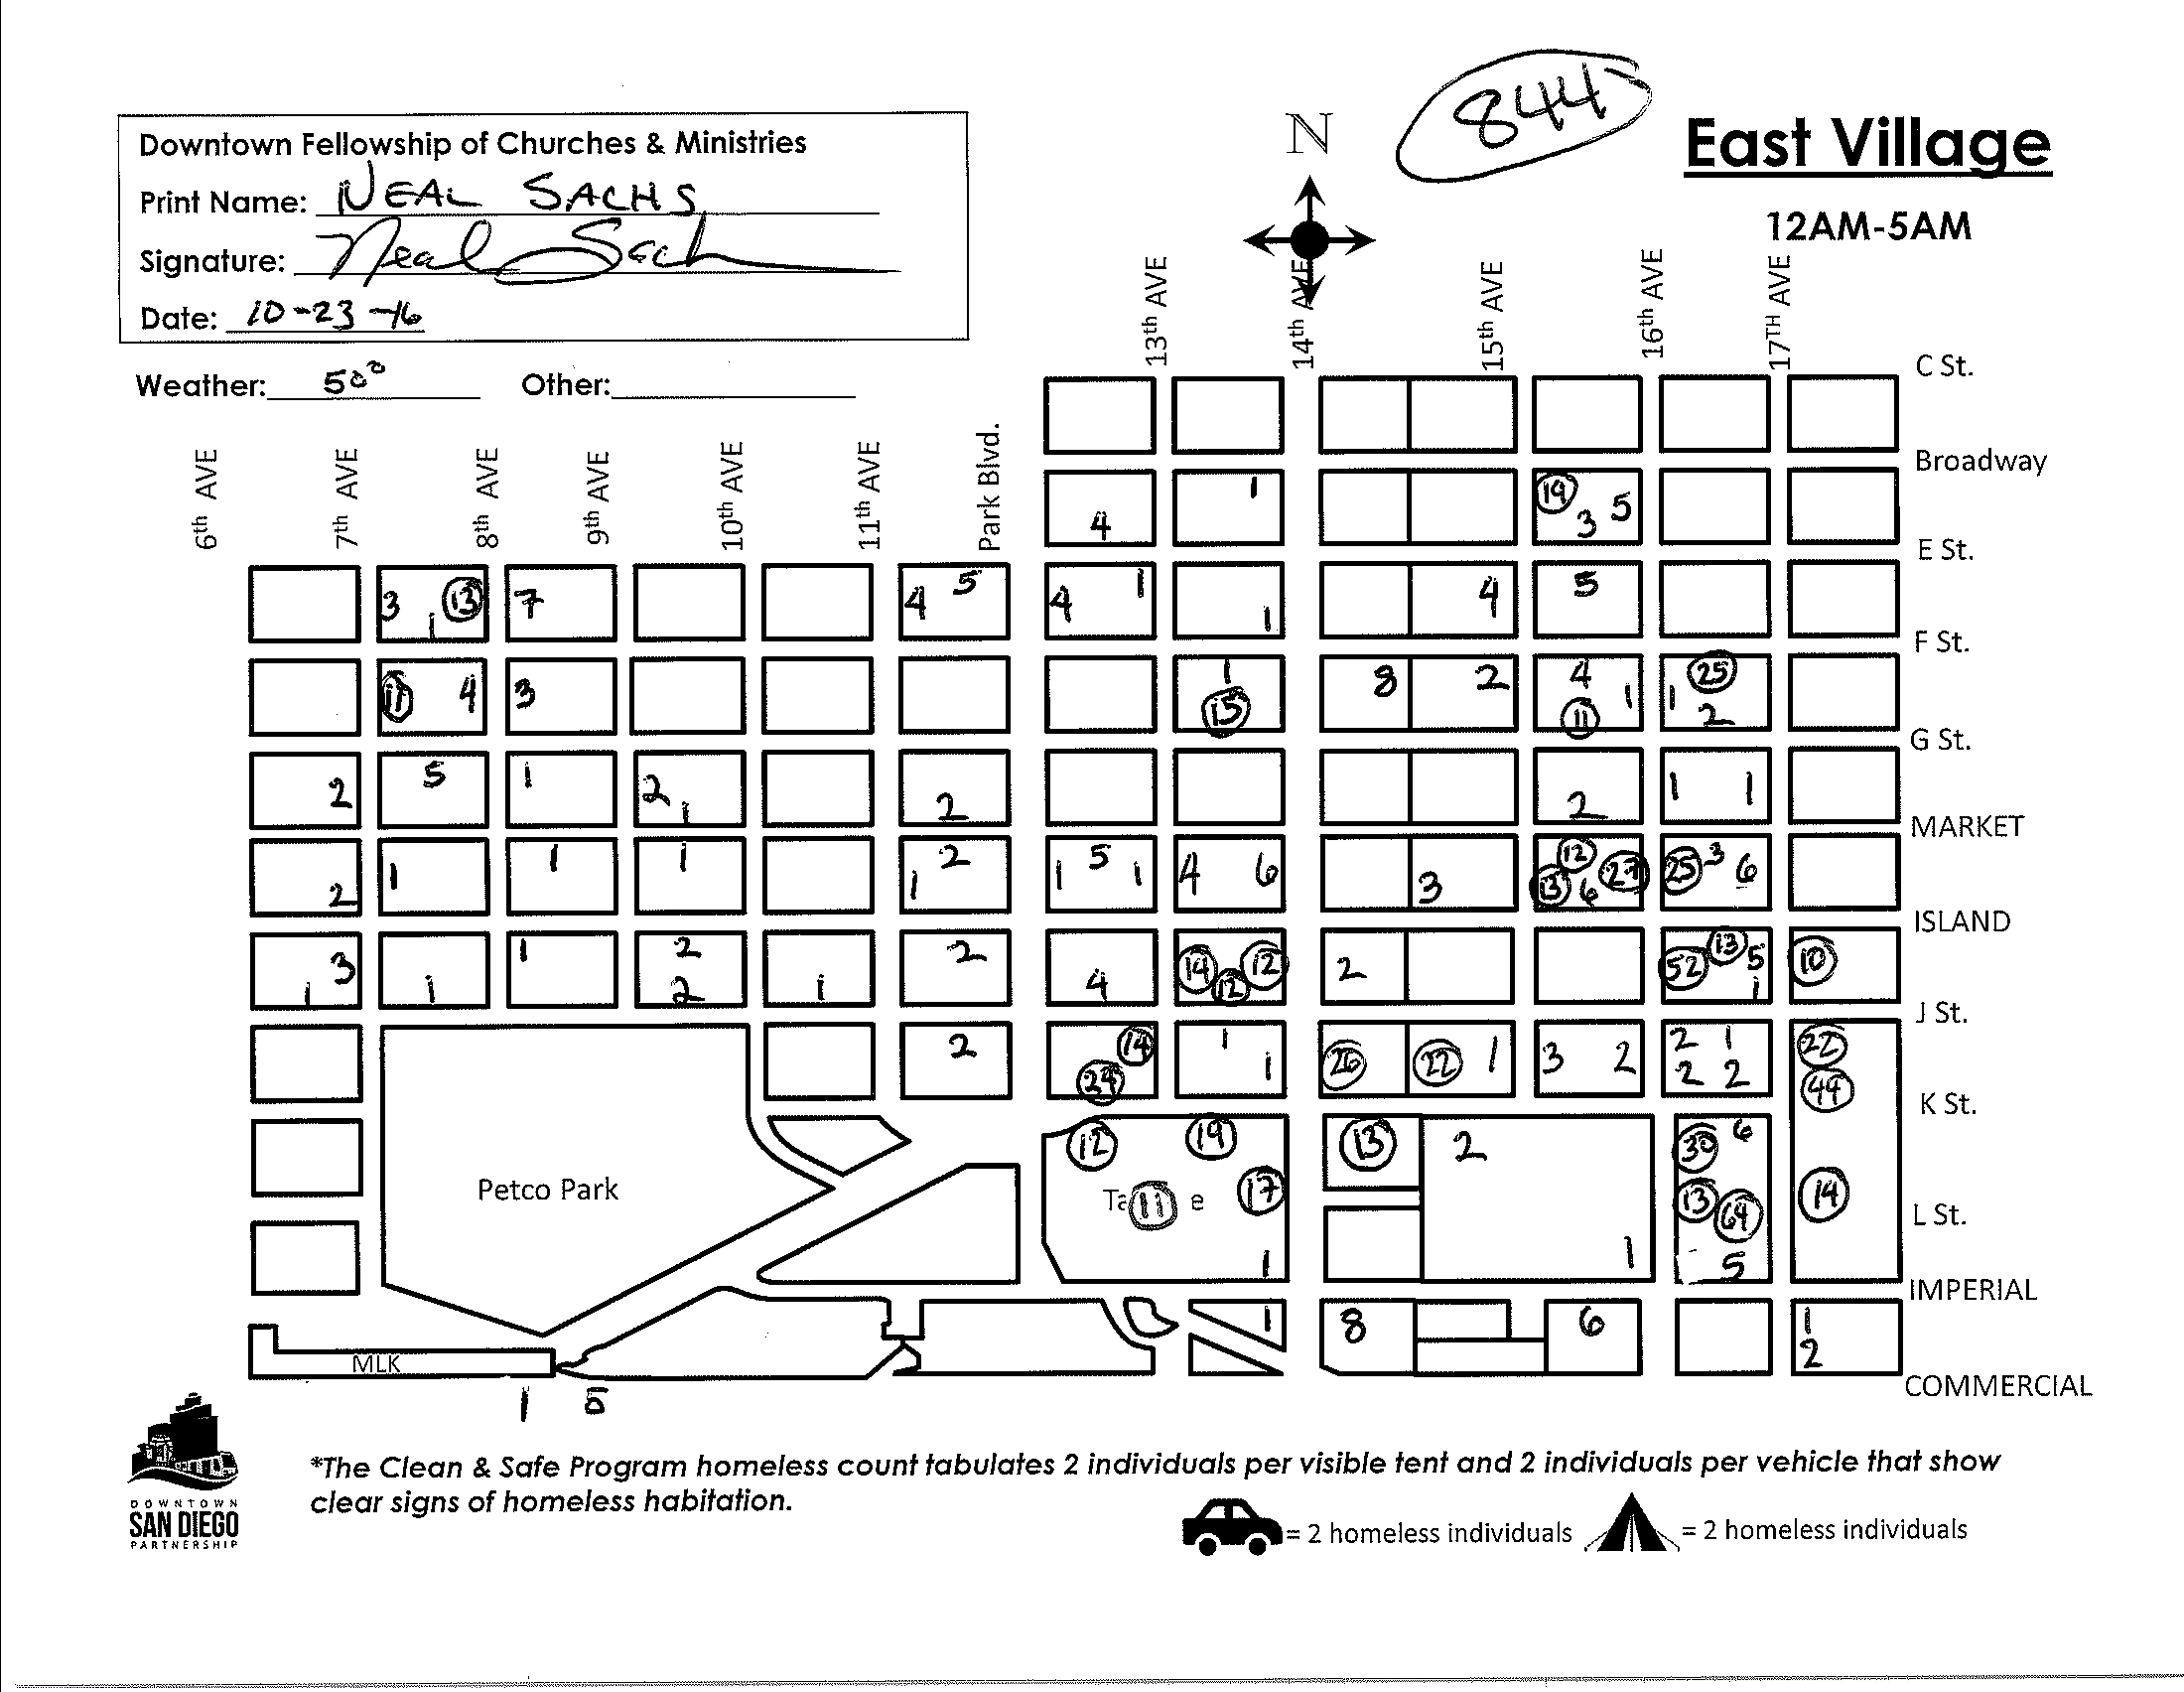 844
East Village
12AM-5AM
Downtown Fellowship of Churches & Ministries
Print Name: NEAL SACHS
Signature: Neal Sach
Date: 10-23-16
Weather: 50°
Other:
N
13th AVE 14th AVE 15th AVE 16th AVE 17TH AVE
C St.
6th AVE 7th AVE 8th AVE 9th AVE 10th AVE 11th AVE Park Blvd.
Broadway
4 1 19 3 5
E St.
3 1 13 7 4 5 4 1 1 4 5
F St.
11 4 3 1 15 8 2 4 11 1 1 25 2
G St.
2 5 1 2 1 2 2 1 1
MARKET
2 1 1 1 1 2 1 5 1 4 6 3 12 13 6 27 25 3 6
ISLAND
1 3 1 1 2 2 1 2 4 14 12 12 2 52 13 5 1 10
J St.
2 14 24 1 1 26 22 1 3 2 2 1 2 2 22 44
K St.
Petco Park
12 19 11 17 1 13 2 1 30 6 13 64 5 14
L St.
IMPERIAL
MLK
1 8 6 1 2
COMMERCIAL
1 5
*The Clean & Safe Program homeless count tabulates 2 individuals per visible tent and 2 individuals per vehicle that show
clear signs of homeless habitation.
= 2 homeless individuals = 2 homeless individuals
DOWNTOWN
SAN DIEGO
PARTNERSHIP